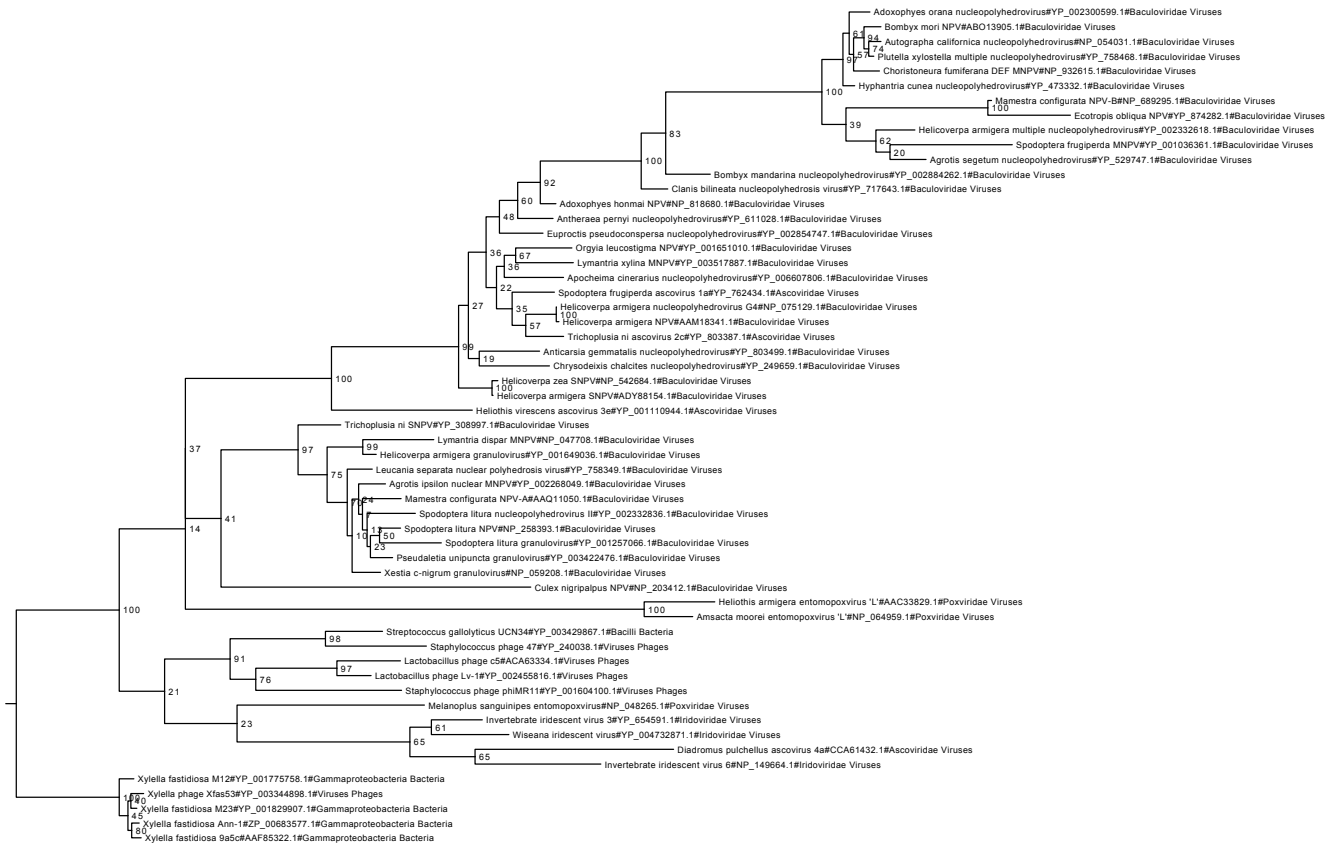 Adoxophyes orana nucleopolyhedrovirus#YP_002300599.1#Baculoviridae Viruses
Bombyx mori NPV#ABO13905.1#Baculoviridae Viruses
61
94
Autographa californica nucleopolyhedrovirus#NP_054031.1#Baculoviridae Viruses
74
57
Plutella xylostella multiple nucleopolyhedrovirus#YP_758468.1#Baculoviridae Viruses
97
Choristoneura fumiferana DEF MNPV#NP_932615.1#Baculoviridae Viruses
Hyphantria cunea nucleopolyhedrovirus#YP_473332.1#Baculoviridae Viruses
100
Mamestra configurata NPV-B#NP_689295.1#Baculoviridae Viruses
100
Ecotropis obliqua NPV#YP_874282.1#Baculoviridae Viruses
39
Helicoverpa armigera multiple nucleopolyhedrovirus#YP_002332618.1#Baculoviridae Viruses
83
62
Spodoptera frugiperda MNPV#YP_001036361.1#Baculoviridae Viruses
20
Agrotis segetum nucleopolyhedrovirus#YP_529747.1#Baculoviridae Viruses
100
Bombyx mandarina nucleopolyhedrovirus#YP_002884262.1#Baculoviridae Viruses
92
Clanis bilineata nucleopolyhedrosis virus#YP_717643.1#Baculoviridae Viruses
60
Adoxophyes honmai NPV#NP_818680.1#Baculoviridae Viruses
48
Antheraea pernyi nucleopolyhedrovirus#YP_611028.1#Baculoviridae Viruses
Euproctis pseudoconspersa nucleopolyhedrovirus#YP_002854747.1#Baculoviridae Viruses
36
Orgyia leucostigma NPV#YP_001651010.1#Baculoviridae Viruses
67
Lymantria xylina MNPV#YP_003517887.1#Baculoviridae Viruses
36
Apocheima cinerarius nucleopolyhedrovirus#YP_006607806.1#Baculoviridae Viruses
22
Spodoptera frugiperda ascovirus 1a#YP_762434.1#Ascoviridae Viruses
27
35
Helicoverpa armigera nucleopolyhedrovirus G4#NP_075129.1#Baculoviridae Viruses
100
Helicoverpa armigera NPV#AAM18341.1#Baculoviridae Viruses
57
Trichoplusia ni ascovirus 2c#YP_803387.1#Ascoviridae Viruses
99
Anticarsia gemmatalis nucleopolyhedrovirus#YP_803499.1#Baculoviridae Viruses
19
Chrysodeixis chalcites nucleopolyhedrovirus#YP_249659.1#Baculoviridae Viruses
100
Helicoverpa zea SNPV#NP_542684.1#Baculoviridae Viruses
100
Helicoverpa armigera SNPV#ADY88154.1#Baculoviridae Viruses
Heliothis virescens ascovirus 3e#YP_001110944.1#Ascoviridae Viruses
Trichoplusia ni SNPV#YP_308997.1#Baculoviridae Viruses
37
97
Lymantria dispar MNPV#NP_047708.1#Baculoviridae Viruses
99
Helicoverpa armigera granulovirus#YP_001649036.1#Baculoviridae Viruses
75
Leucania separata nuclear polyhedrosis virus#YP_758349.1#Baculoviridae Viruses
Agrotis ipsilon nuclear MNPV#YP_002268049.1#Baculoviridae Viruses
24
Mamestra configurata NPV-A#AAQ11050.1#Baculoviridae Viruses
7
Spodoptera litura nucleopolyhedrovirus II#YP_002332836.1#Baculoviridae Viruses
41
14
13
Spodoptera litura NPV#NP_258393.1#Baculoviridae Viruses
10
50
Spodoptera litura granulovirus#YP_001257066.1#Baculoviridae Viruses
23
Pseudaletia unipuncta granulovirus#YP_003422476.1#Baculoviridae Viruses
Xestia c-nigrum granulovirus#NP_059208.1#Baculoviridae Viruses
Culex nigripalpus NPV#NP_203412.1#Baculoviridae Viruses
Heliothis armigera entomopoxvirus 'L'#AAC33829.1#Poxviridae Viruses
100
100
Amsacta moorei entomopoxvirus 'L'#NP_064959.1#Poxviridae Viruses
Streptococcus gallolyticus UCN34#YP_003429867.1#Bacilli Bacteria
98
Staphylococcus phage 47#YP_240038.1#Viruses Phages
91
Lactobacillus phage c5#ACA63334.1#Viruses Phages
97
Lactobacillus phage Lv-1#YP_002455816.1#Viruses Phages
76
Staphylococcus phage phiMR11#YP_001604100.1#Viruses Phages
21
Melanoplus sanguinipes entomopoxvirus#NP_048265.1#Poxviridae Viruses
23
Invertebrate iridescent virus 3#YP_654591.1#Iridoviridae Viruses
61
Wiseana iridescent virus#YP_004732871.1#Iridoviridae Viruses
65
Diadromus pulchellus ascovirus 4a#CCA61432.1#Ascoviridae Viruses
65
Invertebrate iridescent virus 6#NP_149664.1#Iridoviridae Viruses
Xylella fastidiosa M12#YP_001775758.1#Gammaproteobacteria Bacteria
Xylella phage Xfas53#YP_003344898.1#Viruses Phages
100
40
Xylella fastidiosa M23#YP_001829907.1#Gammaproteobacteria Bacteria
45
Xylella fastidiosa Ann-1#ZP_00683577.1#Gammaproteobacteria Bacteria
80
Xylella fastidiosa 9a5c#AAF85322.1#Gammaproteobacteria Bacteria